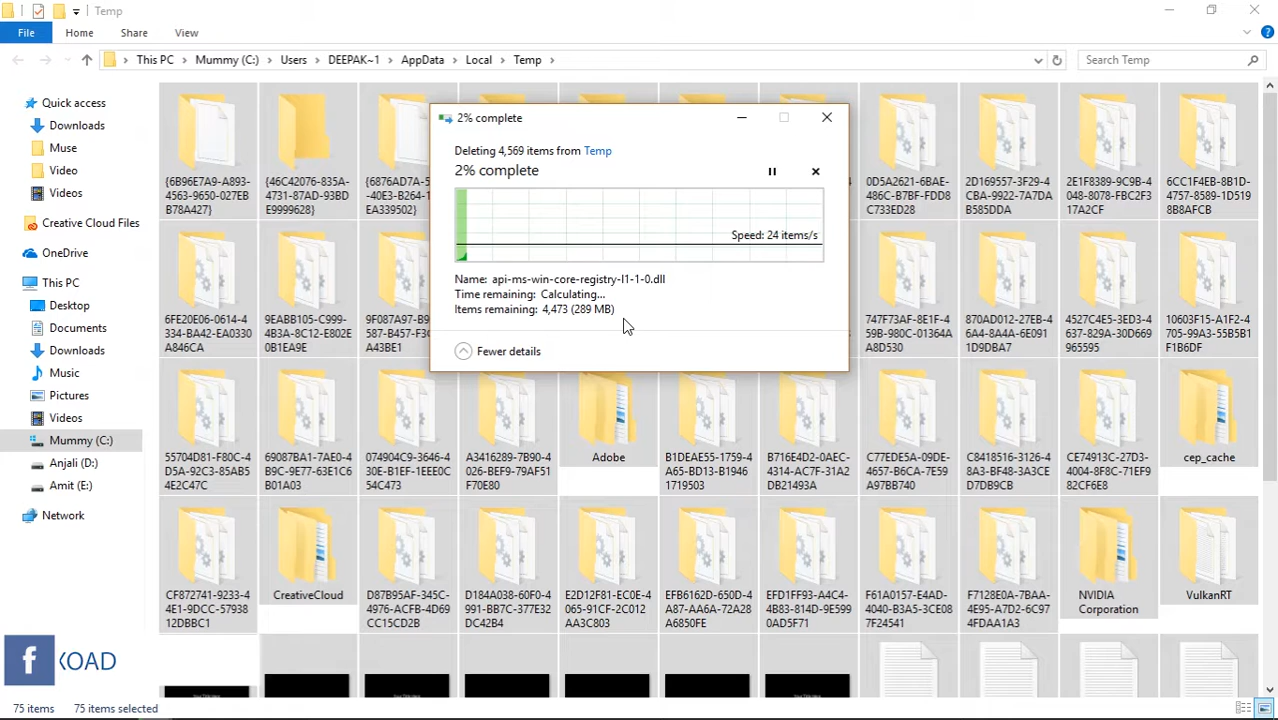 Temp
File Home Share View
This PC Mummy (C:) Users DEEPAK~1 AppData Local Temp
Search Temp
Quick access
Downloads
Muse
Video
Videos
Creative Cloud Files
OneDrive
This PC
Desktop
Documents
Downloads
Music
Pictures
Videos
Mummy (C:)
Anjali (D:)
Amit (E:)
Network
2% complete
Deleting 4,569 items from Temp
2% complete
Speed: 24 items/s
Name: api-ms-win-core-registry-l1-1-0.dll
Time remaining: Calculating...
Items remaining: 4,473 (289 MB)
Fewer details
{6B96E7A9-A893-
4563-9650-027EB
B78A427}
{46C42076-835A-
4731-87AD-93BD
E9999628}
{6876AD7A-5
40E3-B264-
EA339502}
0D5A2621-6BAE-
486C-B7BF-FDD8
C733ED28
2D169557-3F29-4
CBA-9922-7A7DA
B585DDA
2E1F8389-9C9B-4
048-8078-FBC2F3
17A2CF
6CC1F4EB-8B1D-
4757-8589-1D519
8B8AFCB
6FE20E06-0614-4
334-BA42-EA0330
A846CA
9EABB105-C999-
4B3A-8C12-E802E
0B1EA9E
9F087A97-B
B457-F5C
A43BE1
747F73AF-8E1F-4
59B-980C-01364A
A8D530
870AD012-27EB-4
6A4-8A4A-6E091
1D9DBA7
4527C4E5-3ED3-4
637-829A-30D669
965595
10603F15-A1F2-4
705-99A3-55B5B1
F1B6DF
55704D81-F80C-4
D5A-92C3-85AB5
4E2C47C
69087BA1-7AE0-4
B9C-9E77-63E1C6
B01A03
074904C9-3646-4
30E-B1EF-1EEE0C
54C473
A3416289-7B90-4
026-BEF9-79AF51
F70E80
Adobe
B1DEAE55-1759-4
A65-BD13-B1946
1719503
B716E4D2-0AEC-
4314-AC7F-31A2
DB21493A
C77EDE5A-09DE-
4657-B6CA-7E59
A97BB740
C8418516-3126-4
8A3-BF48-3A3CE
D7DB9CB
CE74913C-27D3-
4004-8F8C-71EF9
82CF6E8
cep_cache
CF872741-9233-4
4E1-9DCC-57938
12DBBC1
CreativeCloud
D87B95AF-345C-
4976-ACFB-4D69
CC15CD2B
D184A038-60F0-4
991-BB7C-377E32
DC42B4
E2D12F81-EC0E-4
065-91CF-2C012
AA3C803
EFB6162D-650D-4
A87-AA6A-72A28
A6850FE
EFD1FF93-A4C4-
4B83-814D-9E599
0AD5F71
F61A0157-E4AD-
4040-B3A5-3CE08
7F24541
F7128E0A-7BAA-
4E95-A7D2-6C97
4FDAA1A3
NVIDIA
Corporation
VulkanRT
f
OAD
75 items 75 items selected